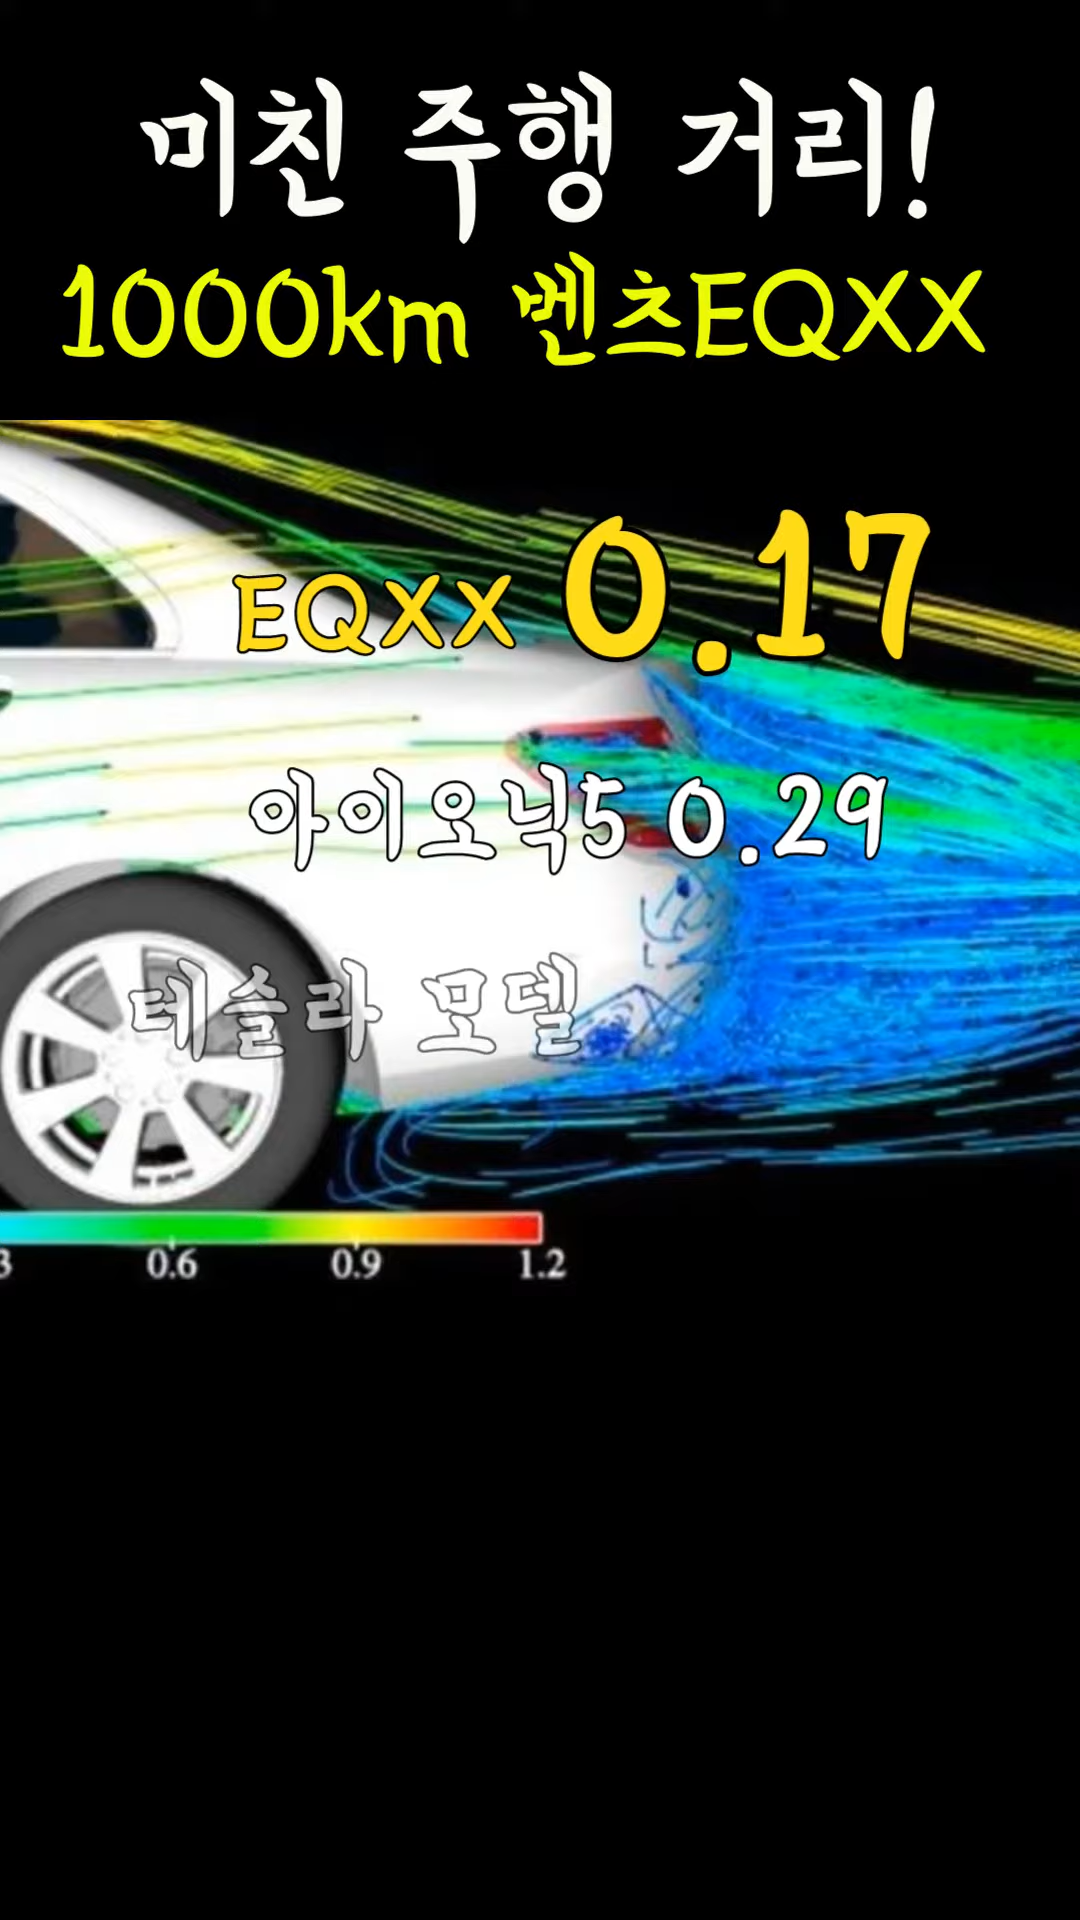 미친 주행 거리!
1000km 벤츠EQXX
EQXX 0.17
아이오닉5 0.29
테슬라 모델
3 0.6 0.9 1.2